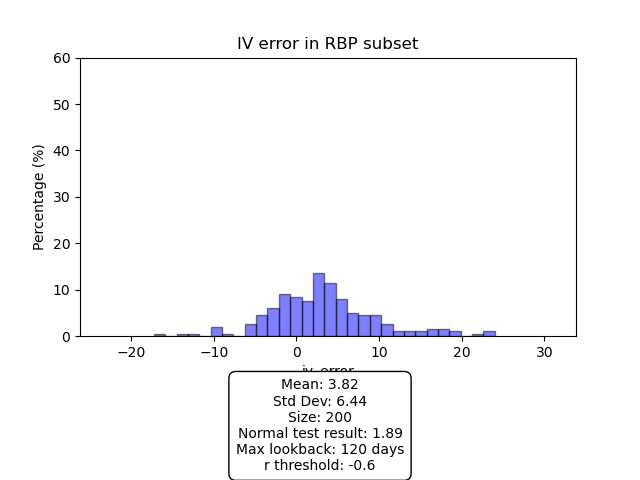 IV error in RBP subset
60
50
40
30
20
10
0
Percentage (%)
−20
−10
0
10
20
30
iv_error
Mean: 3.82
Std Dev: 6.44
Size: 200
Normal test result: 1.89
Max lookback: 120 days
r threshold: -0.6